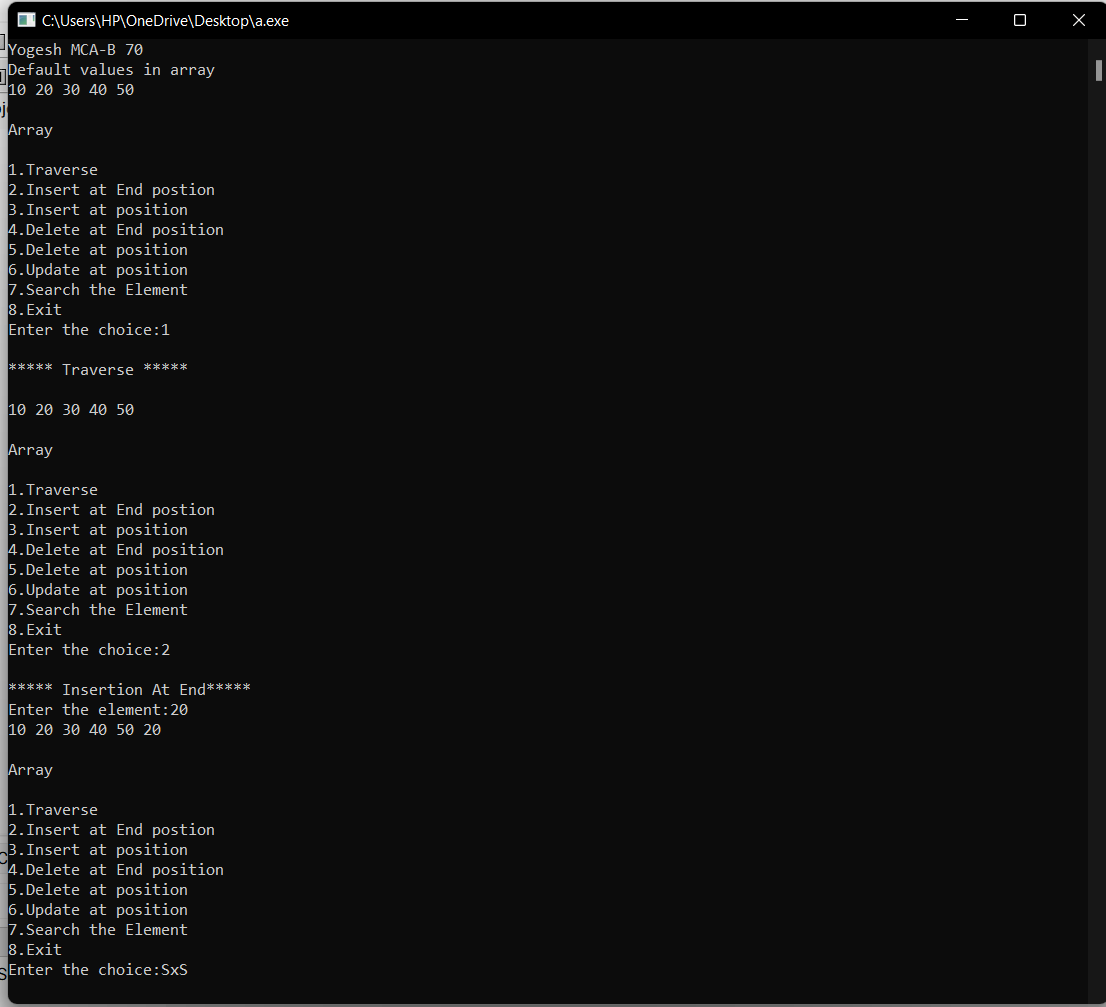 C:\Users\HP\OneDrive\Desktop\a.exe
Yogesh MCA-B 70
Default values in array
10 20 30 40 50
Array
1.Traverse
2.Insert at End postion
3.Insert at position
4.Delete at End position
5.Delete at position
6.Update at position
7.Search the Element
8.Exit
Enter the choice:1
***** Traverse *****
10 20 30 40 50
Array
1.Traverse
2.Insert at End postion
3.Insert at position
4.Delete at End position
5.Delete at position
6.Update at position
7.Search the Element
8.Exit
Enter the choice:2
***** Insertion At End*****
Enter the element:20
10 20 30 40 50 20
Array
1.Traverse
2.Insert at End postion
3.Insert at position
4.Delete at End position
5.Delete at position
6.Update at position
7.Search the Element
8.Exit
Enter the choice:SxS